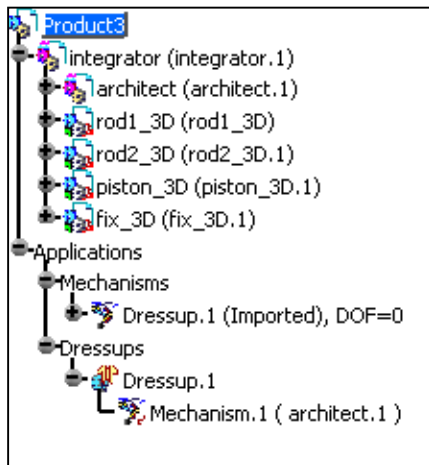 Product3
integrator (integrator.1)
architect (architect.1)
rod1_3D (rod1_3D)
rod2_3D (rod2_3D.1)
piston_3D (piston_3D.1)
fix_3D (fix_3D.1)
Applications
Mechanisms
Dressup.1 (Imported), DOF=0
Dressups
Dressup.1
Mechanism.1 ( architect.1 )